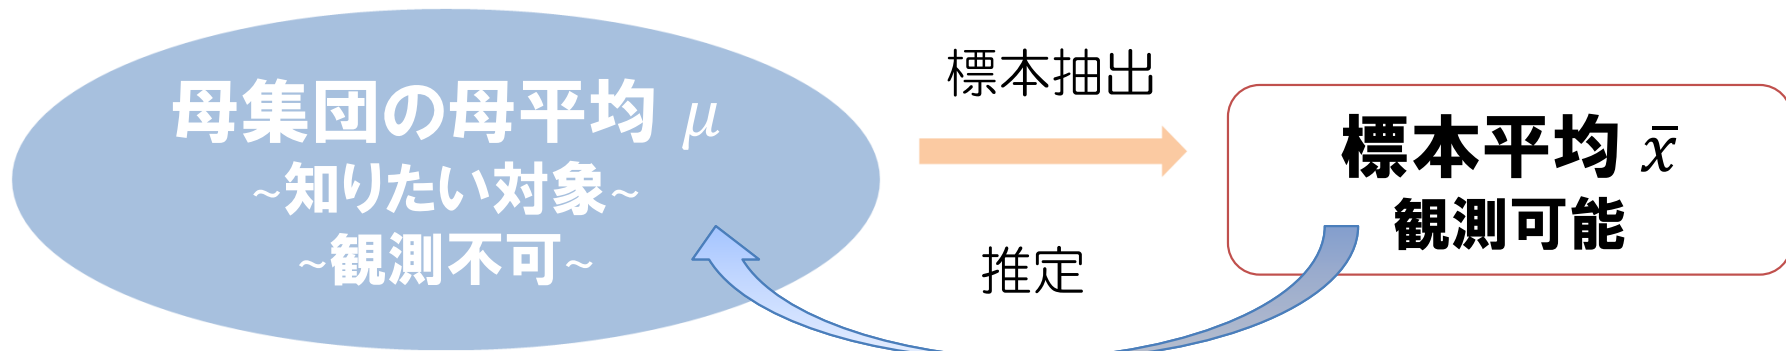 母集団の母平均 μ
~知りたい対象~
~観測不可~
標本抽出
推定
標本平均 x̄
観測可能